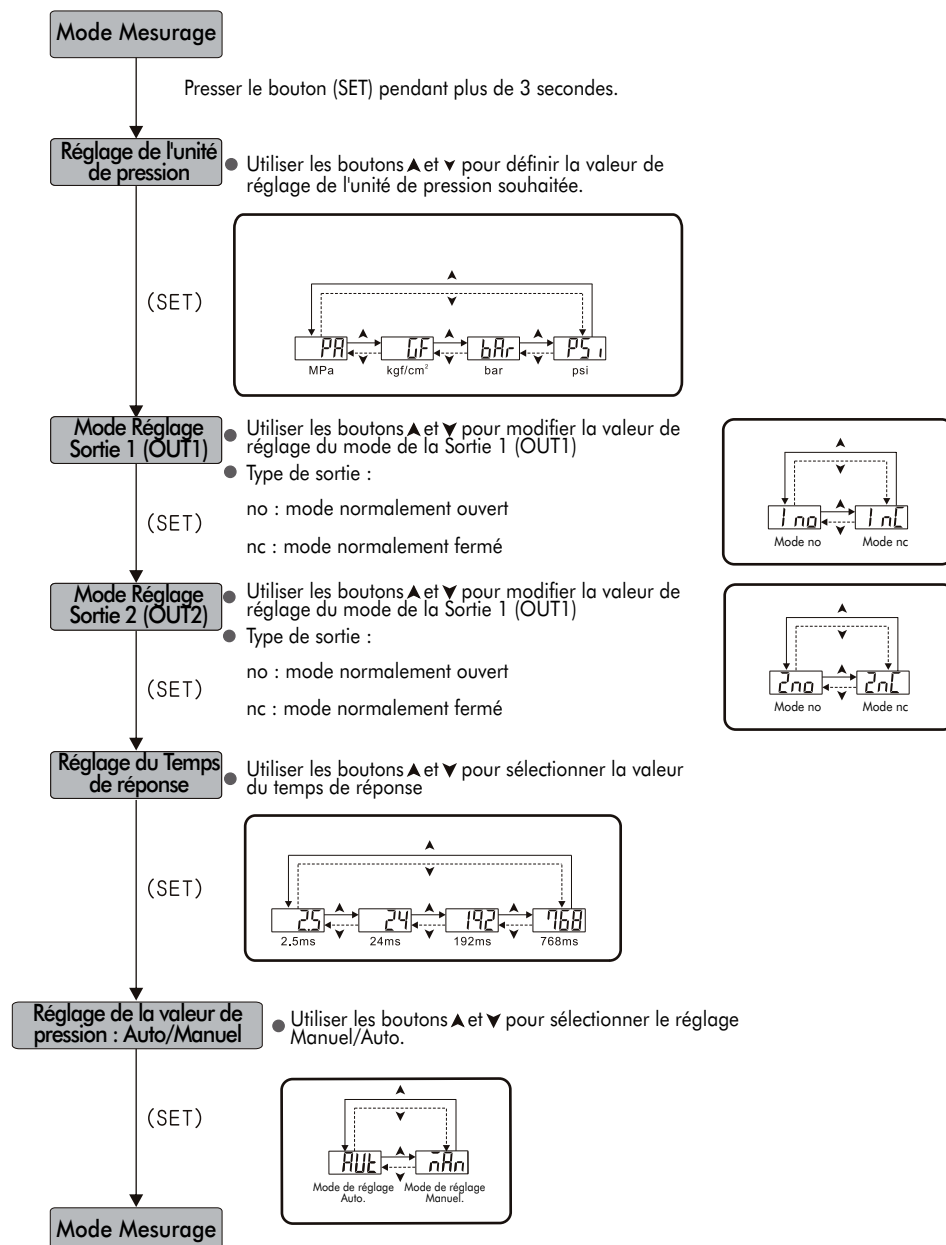 Mode Mesurage
Presser le bouton (SET) pendant plus de 3 secondes.
Réglage de l'unité
de pression
● Utiliser les boutons ▲ et ▼ pour définir la valeur de
réglage de l'unité de pression souhaitée.
(SET)
PA GF bAr PSi
MPa kgf/cm² bar psi
Mode Réglage
Sortie 1 (OUT1)
● Utiliser les boutons ▲ et ▼ pour modifier la valeur de
réglage du mode de la Sortie 1 (OUT1)
● Type de sortie :
no : mode normalement ouvert
nc : mode normalement fermé
(SET)
1no 1nC
Mode no Mode nc
Mode Réglage
Sortie 2 (OUT2)
● Utiliser les boutons ▲ et ▼ pour modifier la valeur de
réglage du mode de la Sortie 1 (OUT1)
● Type de sortie :
no : mode normalement ouvert
nc : mode normalement fermé
(SET)
2no 2nC
Mode no Mode nc
Réglage du Temps
de réponse
● Utiliser les boutons ▲ et ▼ pour sélectionner la valeur
du temps de réponse
(SET)
2.5 24 192 768
2,5ms 24ms 192ms 768ms
Réglage de la valeur de
pression : Auto/Manuel
● Utiliser les boutons ▲ et ▼ pour sélectionner le réglage
Manuel/Auto.
(SET)
AUt mAn
Mode de réglage Mode de réglage
Auto. Manuel.
Mode Mesurage